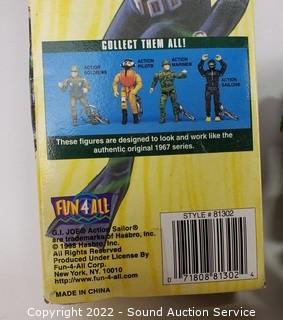 COLLECT THEM ALL!
ACTION
SOLDIERS
ACTION
PILOTS
ACTION
MARINES
ACTION
SAILORS
These figures are designed to look and work like the
authentic original 1967 series.
FUN 4 ALL
G.I. JOE® Action Sailor®
are trademarks of Hasbro, Inc.
© 1998 Hasbro, Inc.
All Rights Reserved
Produced Under License By
Fun-4-All Corp.
New York, NY, 10010
http://www.fun-4-all.com
MADE IN CHINA
STYLE # 81302
0 71808 81302 4
Copyright 2022 - Sound Auction Service